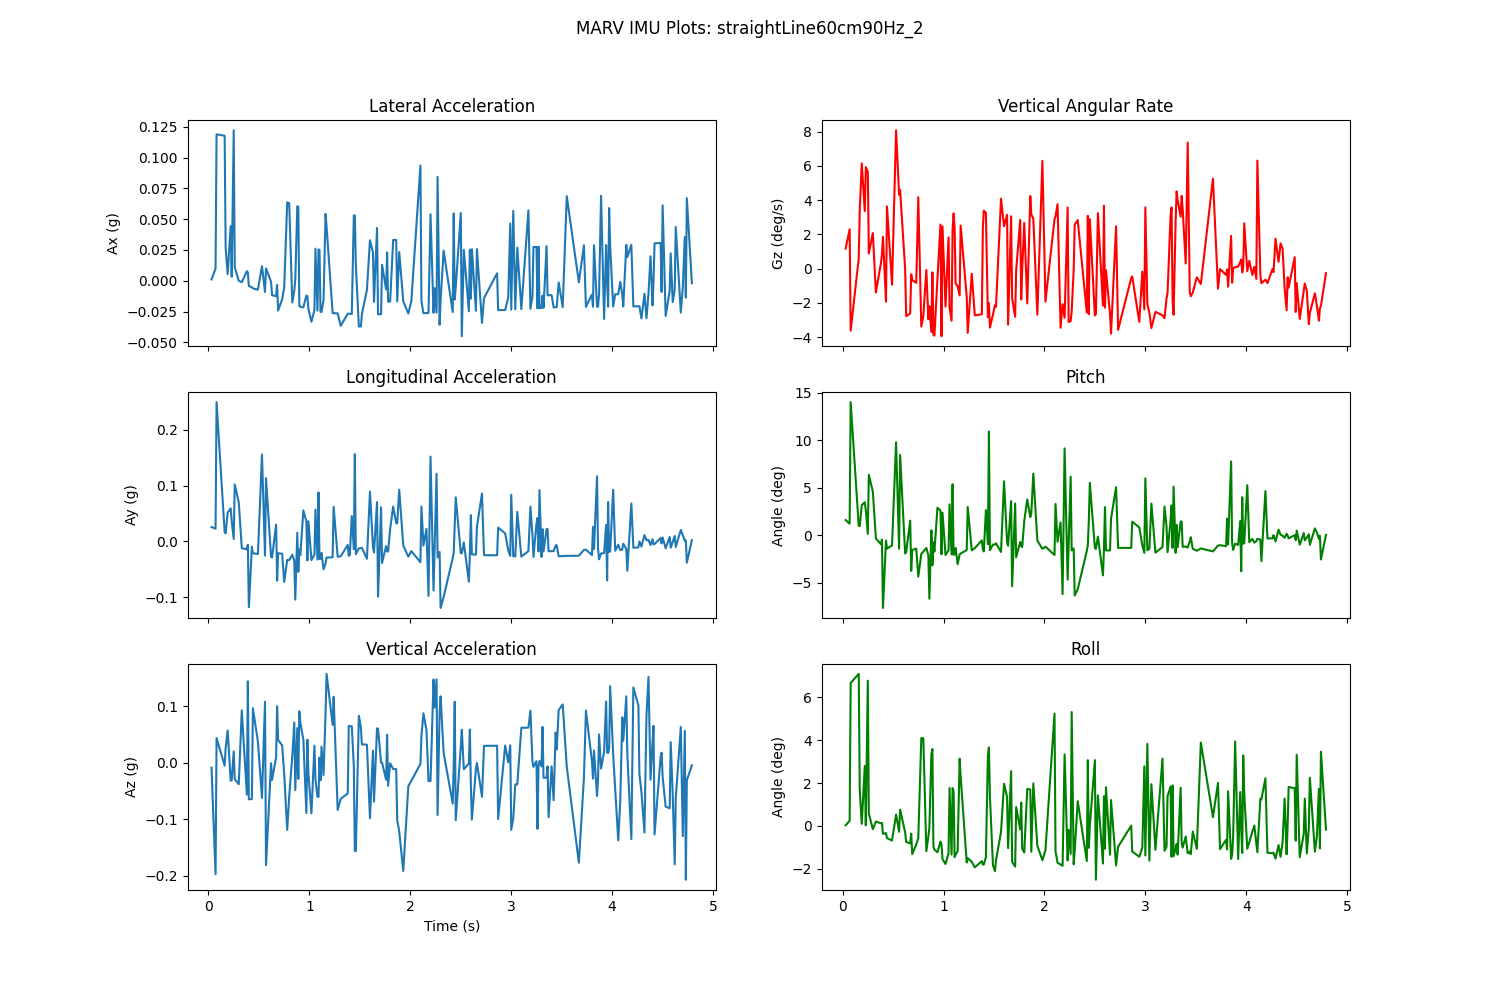 MARV IMU Plots: straightLine60cm90Hz_2
Lateral Acceleration
Ax (g)
0.125
0.100
0.075
0.050
0.025
0.000
−0.025
−0.050
Vertical Angular Rate
Gz (deg/s)
8
6
4
2
0
−2
−4
Longitudinal Acceleration
Ay (g)
0.2
0.1
0.0
−0.1
Pitch
Angle (deg)
15
10
5
0
−5
Vertical Acceleration
Az (g)
0.1
0.0
−0.1
−0.2
0 1 2 3 4 5
Time (s)
Roll
Angle (deg)
6
4
2
0
−2
0 1 2 3 4 5